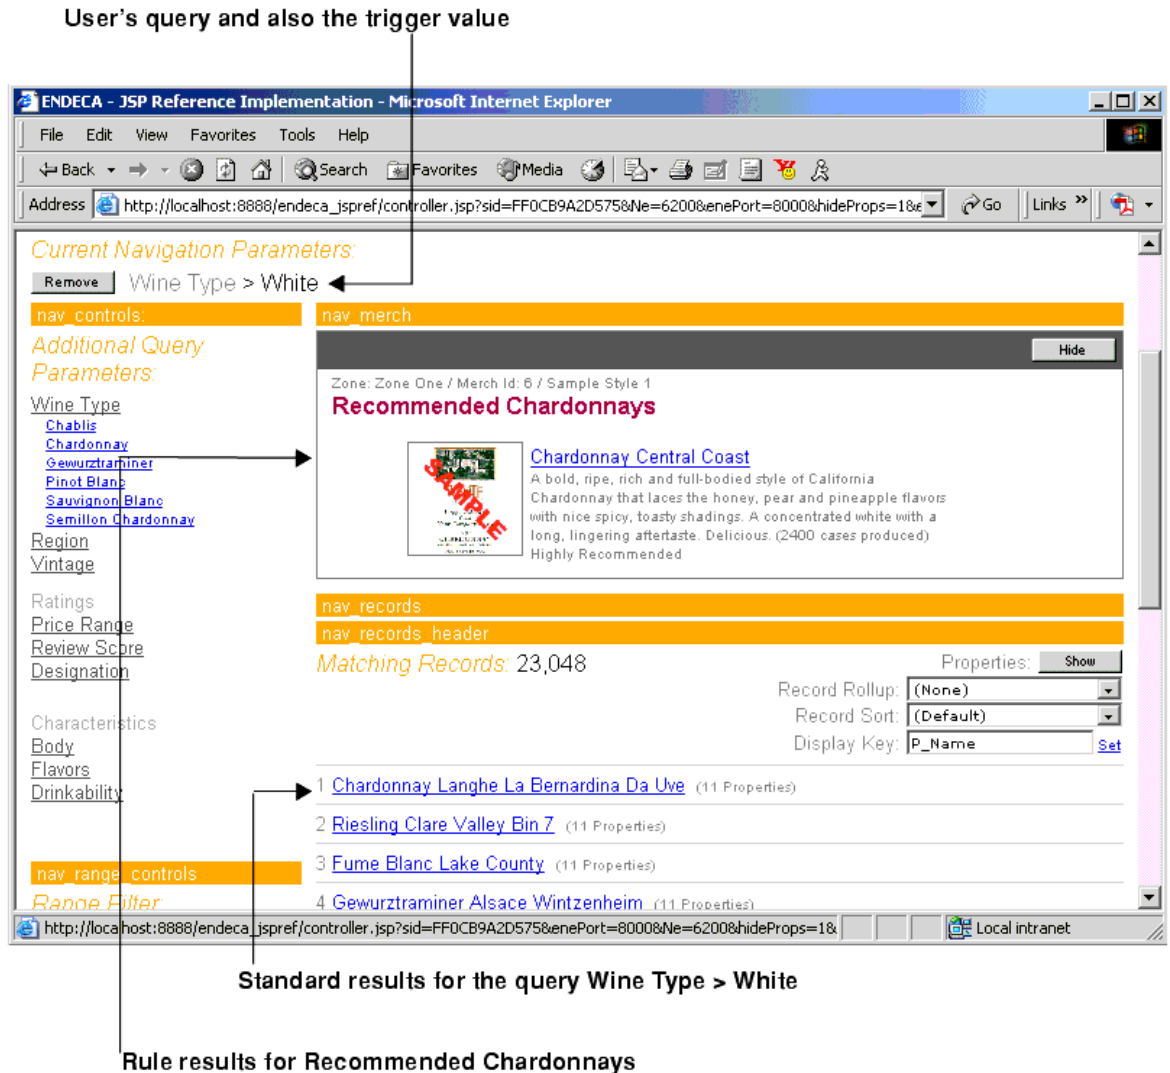 User's query and also the trigger value
ENDECA - JSP Reference Implementation - Microsoft Internet Explorer
File Edit View Favorites Tools Help
Back Search Favorites Media
Address http://localhost:8888/endeca_jspref/controller.jsp?sid=FF0CB9A2D575&Ne=6200&enePort=8000&hideProps=1&e Go Links »
Current Navigation Parameters:
Remove Wine Type > White
nav_controls:
Additional Query
Parameters:
Wine Type
Chablis
Chardonnay
Gewurztraminer
Pinot Blanc
Sauvignon Blanc
Semillon Chardonnay
Region
Vintage
Ratings
Price Range
Review Score
Designation
Characteristics
Body
Flavors
Drinkability
nav_range_controls
Range Filter:
nav_merch
Hide
Zone: Zone One / Merch Id: 6 / Sample Style 1
Recommended Chardonnays
SAMPLE
Chardonnay Central Coast
A bold, ripe, rich and full-bodied style of California
Chardonnay that laces the honey, pear and pineapple flavors
with nice spicy, toasty shadings. A concentrated white with a
long, lingering aftertaste. Delicious. (2400 cases produced)
Highly Recommended
nav_records
nav_records_header
Matching Records: 23,048
Properties: Show
Record Rollup: (None)
Record Sort: (Default)
Display Key: P_Name Set
1 Chardonnay Langhe La Bernardina Da Uve (11 Properties)
2 Riesling Clare Valley Bin 7 (11 Properties)
3 Fume Blanc Lake County (11 Properties)
4 Gewurztraminer Alsace Wintzenheim (11 Properties)
http://localhost:8888/endeca_jspref/controller.jsp?sid=FF0CB9A2D575&enePort=8000&Ne=6200&hideProps=1& Local intranet
Standard results for the query Wine Type > White
Rule results for Recommended Chardonnays